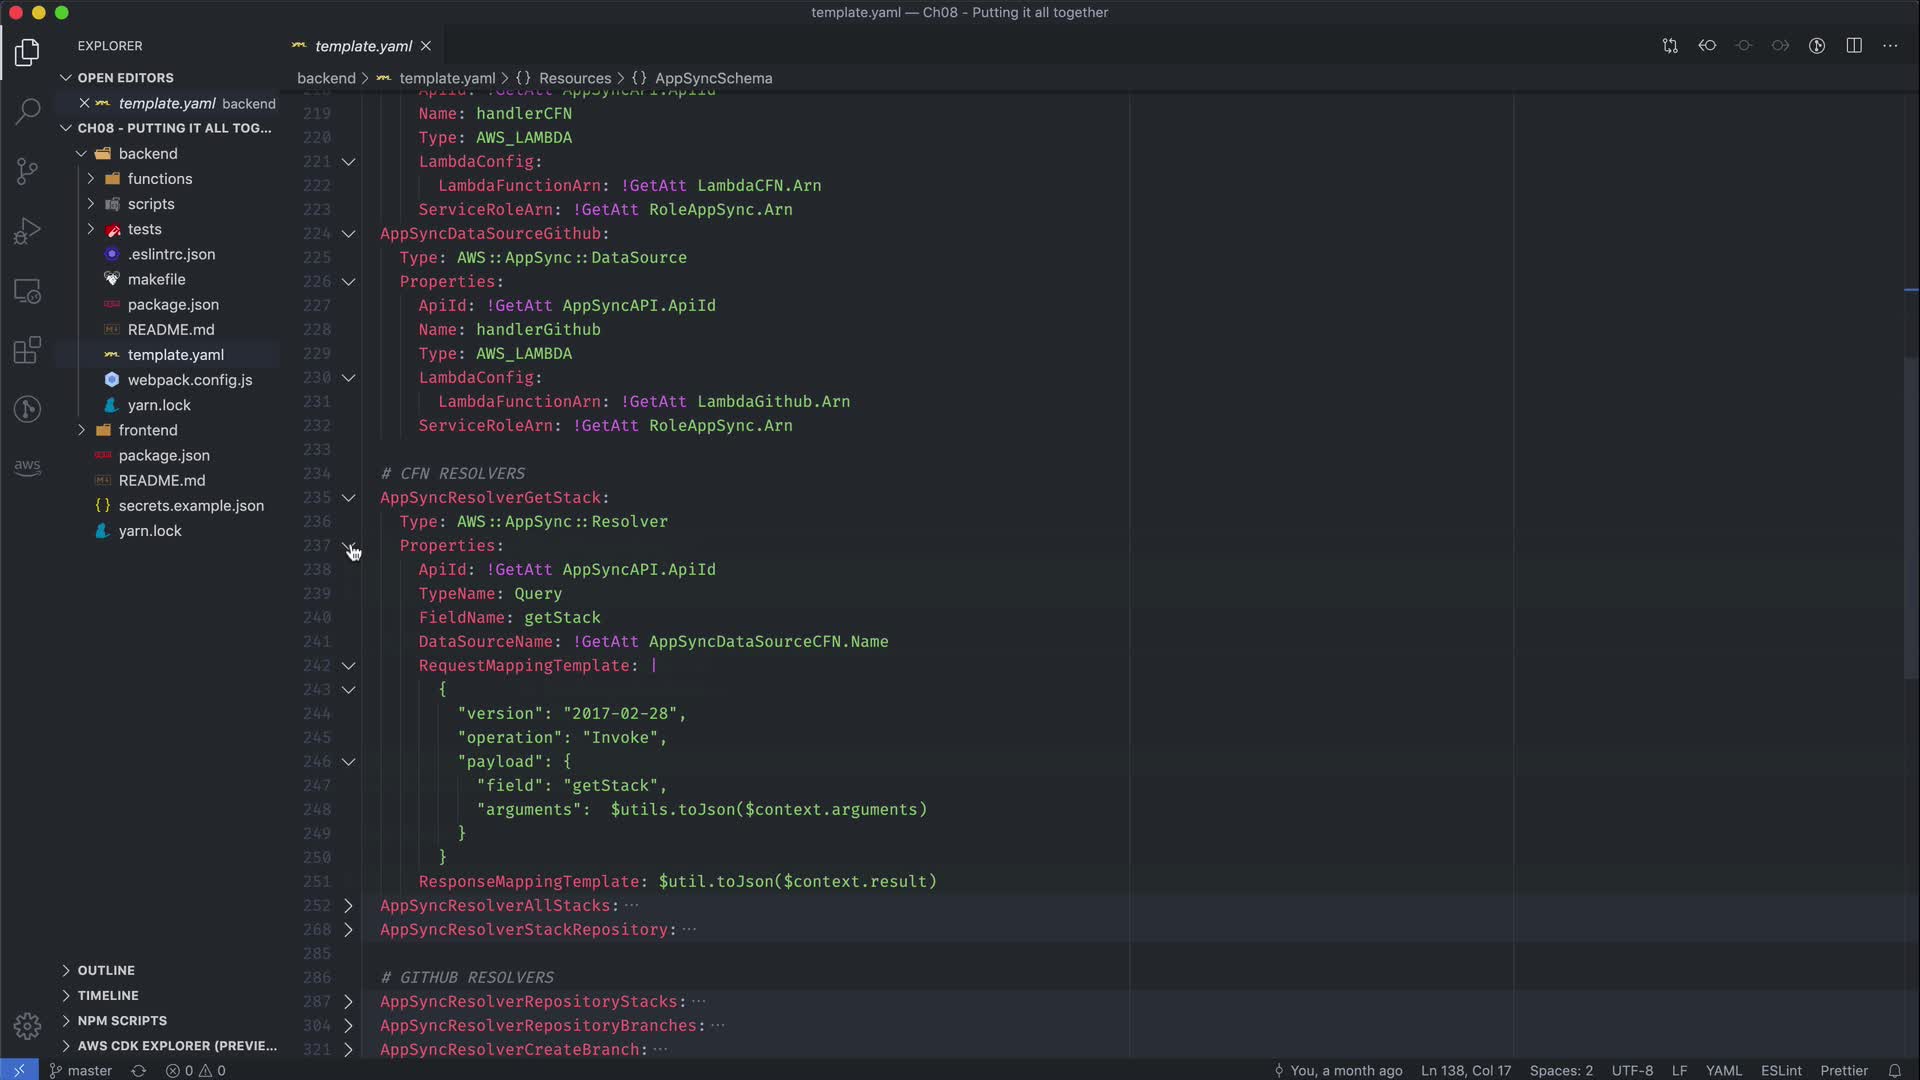 template.yaml — Ch08 - Putting it all together
EXPLORER
template.yaml
OPEN EDITORS
template.yaml backend
CH08 - PUTTING IT ALL TOG...
backend
functions
scripts
tests
.eslintrc.json
makefile
package.json
README.md
template.yaml
webpack.config.js
yarn.lock
frontend
package.json
README.md
secrets.example.json
yarn.lock
OUTLINE
TIMELINE
NPM SCRIPTS
AWS CDK EXPLORER (PREVIE...
aws
backend > template.yaml > {} Resources > {} AppSyncSchema
218 ApiId: !GetAtt AppSyncAPI.ApiId
219 Name: handlerCFN
220 Type: AWS_LAMBDA
221 LambdaConfig:
222 LambdaFunctionArn: !GetAtt LambdaCFN.Arn
223 ServiceRoleArn: !GetAtt RoleAppSync.Arn
224 AppSyncDataSourceGithub:
225 Type: AWS::AppSync::DataSource
226 Properties:
227 ApiId: !GetAtt AppSyncAPI.ApiId
228 Name: handlerGithub
229 Type: AWS_LAMBDA
230 LambdaConfig:
231 LambdaFunctionArn: !GetAtt LambdaGithub.Arn
232 ServiceRoleArn: !GetAtt RoleAppSync.Arn
233
234 # CFN RESOLVERS
235 AppSyncResolverGetStack:
236 Type: AWS::AppSync::Resolver
237 Properties:
238 ApiId: !GetAtt AppSyncAPI.ApiId
239 TypeName: Query
240 FieldName: getStack
241 DataSourceName: !GetAtt AppSyncDataSourceCFN.Name
242 RequestMappingTemplate: |
243 {
244 "version": "2017-02-28",
245 "operation": "Invoke",
246 "payload": {
247 "field": "getStack",
248 "arguments":  $utils.toJson($context.arguments)
249 }
250 }
251 ResponseMappingTemplate: $util.toJson($context.result)
252 AppSyncResolverAllStacks: ...
268 AppSyncResolverStackRepository: ...
285
286 # GITHUB RESOLVERS
287 AppSyncResolverRepositoryStacks: ...
304 AppSyncResolverRepositoryBranches: ...
321 AppSyncResolverCreateBranch: ...
master 0 0 You, a month ago Ln 138, Col 17 Spaces: 2 UTF-8 LF YAML ESLint Prettier